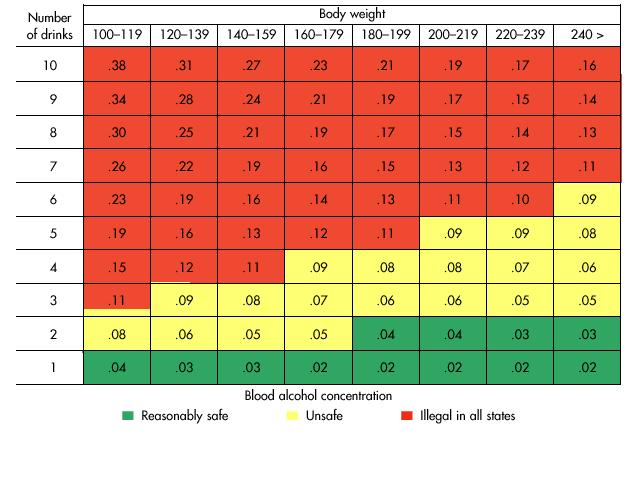 Number of drinks Body weight
100–119 120–139 140–159 160–179 180–199 200–219 220–239 240 >
10 .38 .31 .27 .23 .21 .19 .17 .16
9 .34 .28 .24 .21 .19 .17 .15 .14
8 .30 .25 .21 .19 .17 .15 .14 .13
7 .26 .22 .19 .16 .15 .13 .12 .11
6 .23 .19 .16 .14 .13 .11 .10 .09
5 .19 .16 .13 .12 .11 .09 .09 .08
4 .15 .12 .11 .09 .08 .08 .07 .06
3 .11 .09 .08 .07 .06 .06 .05 .05
2 .08 .06 .05 .05 .04 .04 .03 .03
1 .04 .03 .03 .02 .02 .02 .02 .02
Blood alcohol concentration
Reasonably safe Unsafe Illegal in all states